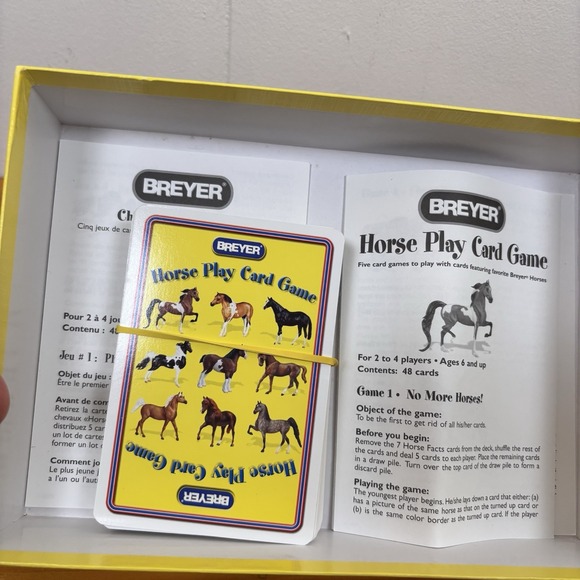 BREYER
Ch
Cinq jeux de ca
Pour 2 à 4 jou
Contenu : 48
Jeu # 1 : Pl
Objet du jeu :
Être le premier
Avant de com
Retirez la carte
chevaux «Hors
distribuez 5 car
un lot de cartes
former un lot d
Comment jo
Le plus jeune j
a l'un ou l'aut
BREYER
Horse Play Card Game
Horse Play Card Game
BREYER
BREYER
Horse Play Card Game
Five card games to play with cards featuring favorite Breyer® Horses
For 2 to 4 players • Ages 6 and up
Contents: 48 cards
Game 1 • No More Horses!
Object of the game:
To be the first to get rid of all his/her cards.
Before you begin:
Remove the 7 Horse Facts cards from the deck, shuffle the rest of
the cards and deal 5 cards to each player. Place the remaining cards
in a draw pile. Turn over the top card of the draw pile to form a
discard pile.
Playing the game:
The youngest player begins. He/she lays down a card that either: (a)
has a picture of the same horse as that on the turned up card or
(b) is the same color border as the turned up card. If the player